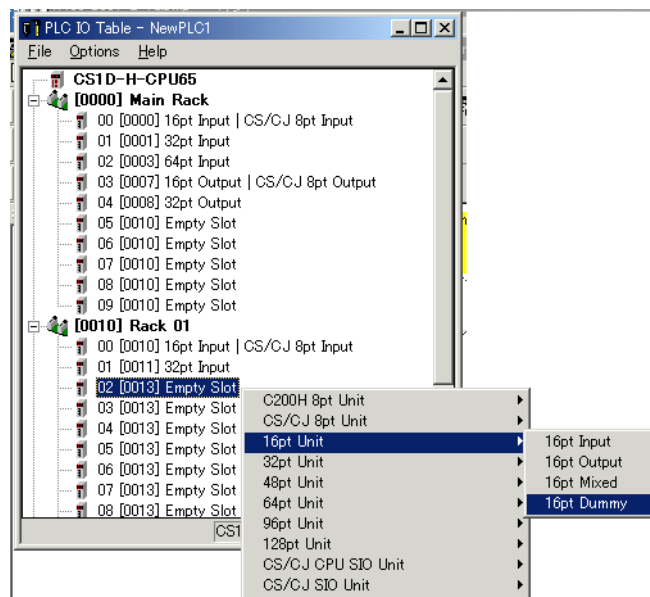 PLC IO Table - NewPLC1
File Options Help
CS1D-H-CPU65
[0000] Main Rack
00 [0000] 16pt Input | CS/CJ 8pt Input
01 [0001] 32pt Input
02 [0003] 64pt Input
03 [0007] 16pt Output | CS/CJ 8pt Output
04 [0008] 32pt Output
05 [0010] Empty Slot
06 [0010] Empty Slot
07 [0010] Empty Slot
08 [0010] Empty Slot
09 [0010] Empty Slot
[0010] Rack 01
00 [0010] 16pt Input | CS/CJ 8pt Input
01 [0011] 32pt Input
02 [0013] Empty Slot
03 [0013] Empty Slot
04 [0013] Empty Slot
05 [0013] Empty Slot
06 [0013] Empty Slot
07 [0013] Empty Slot
08 [0013] Empty Slot
CS1
C200H 8pt Unit
CS/CJ 8pt Unit
16pt Unit
32pt Unit
48pt Unit
64pt Unit
96pt Unit
128pt Unit
CS/CJ CPU SIO Unit
CS/CJ SIO Unit
16pt Input
16pt Output
16pt Mixed
16pt Dummy